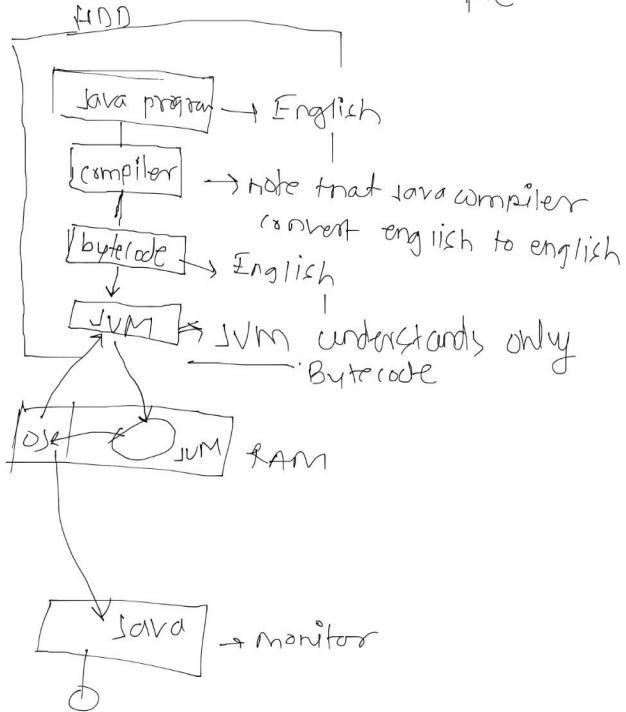 HDD
Java program → English
compiler → note that Java compiler
convert english to english
bytecode → English
JVM → JVM understands only
Bytecode
JVM RAM
Java → monitor